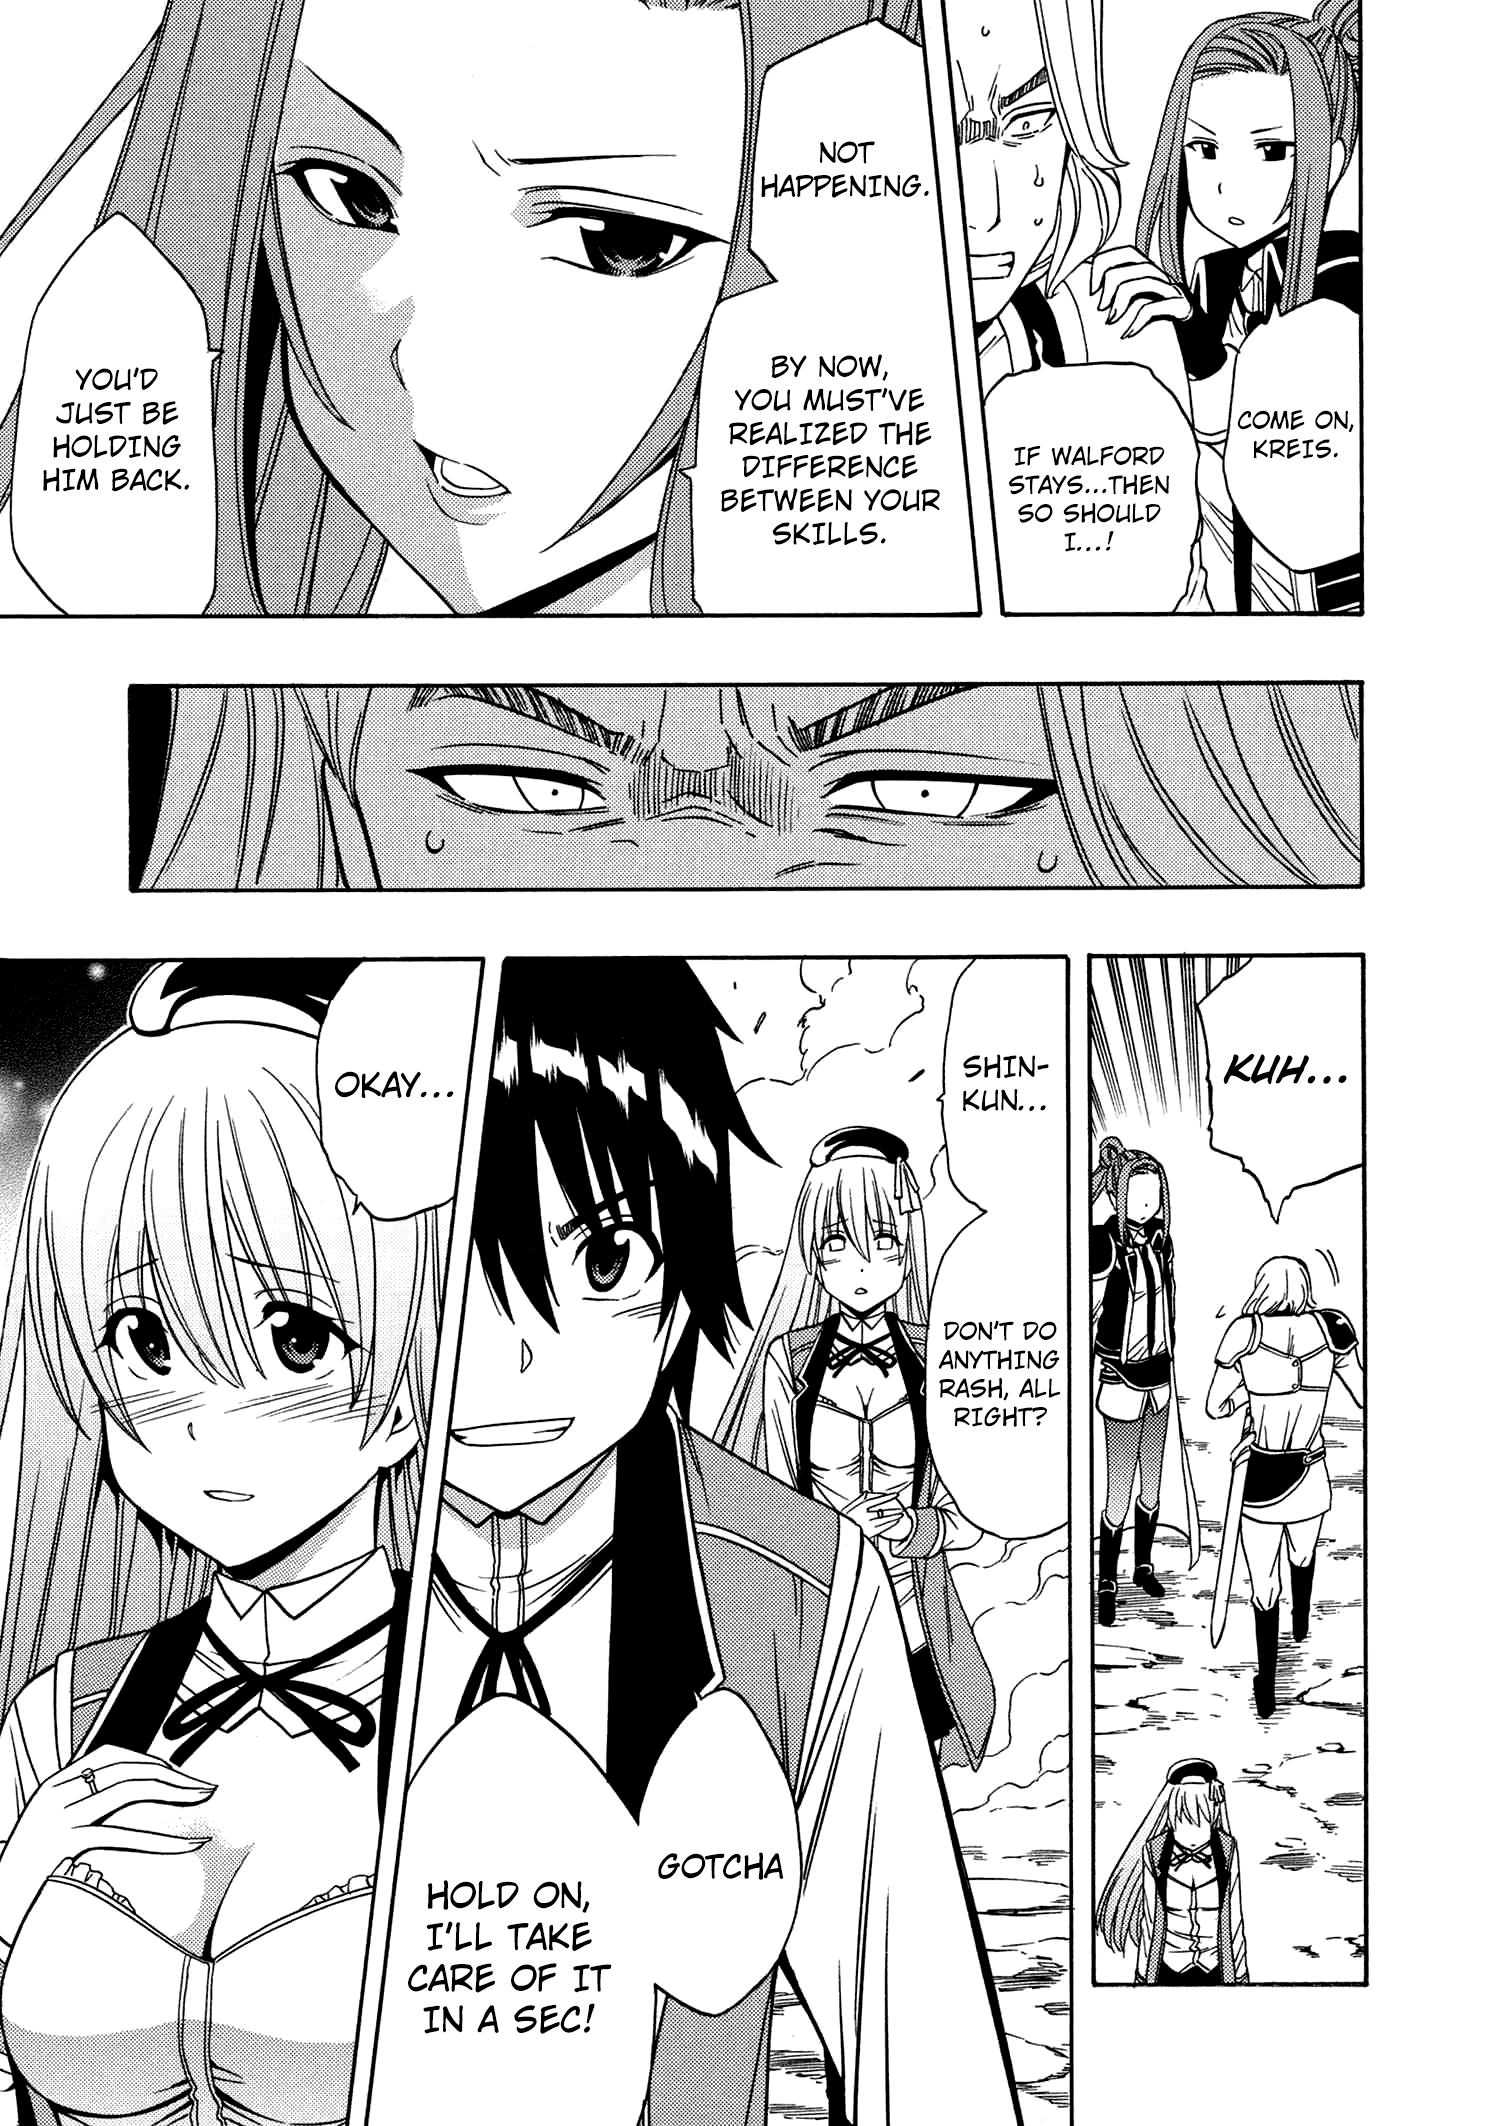 COME ON,
KREIS.
IF WALFORD
STAYS...THEN
SO SHOULD
I...!
NOT
HAPPENING.
BY NOW,
YOU MUST'VE
REALIZED THE
DIFFERENCE
BETWEEN YOUR
SKILLS.
YOU'D
JUST BE
HOLDING
HIM BACK.
KUH...
SHIN-
KUN...
DON'T DO
ANYTHING
RASH, ALL
RIGHT?
GOTCHA
HOLD ON,
I'LL TAKE
CARE OF IT
IN A SEC!
OKAY...